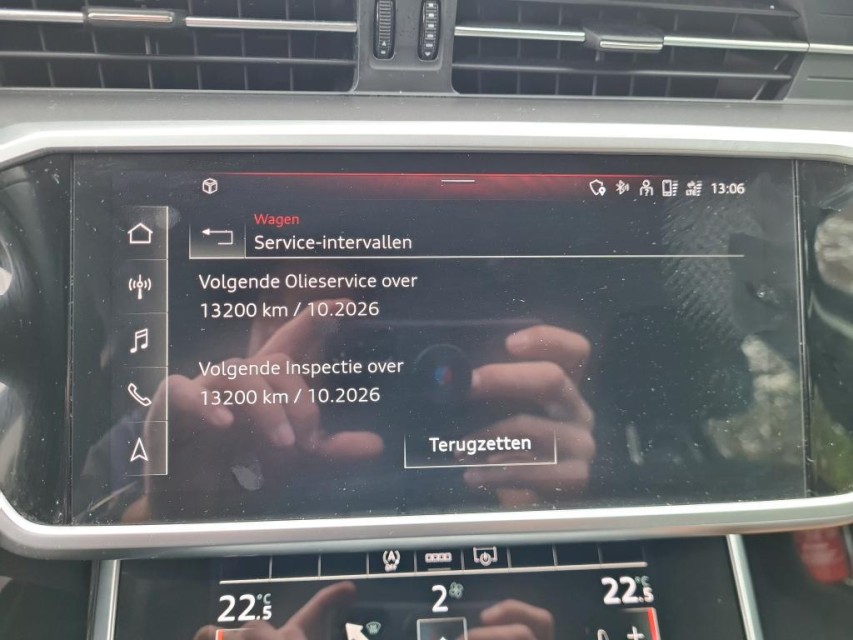 13:06
Wagen
Service-intervallen
Volgende Olieservice over
13200 km / 10.2026
Volgende Inspectie over
13200 km / 10.2026
Terugzetten
22.5°C 2 22.5°C